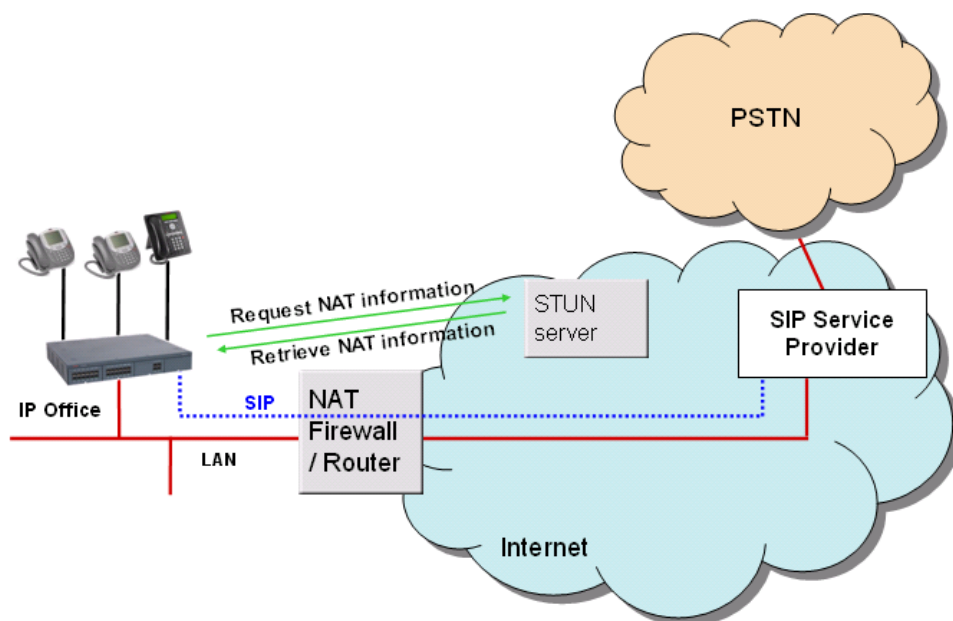 PSTN
Request NAT information
Retrieve NAT information
STUN
server
SIP Service
Provider
IP Office
SIP
NAT
Firewall
/ Router
LAN
Internet